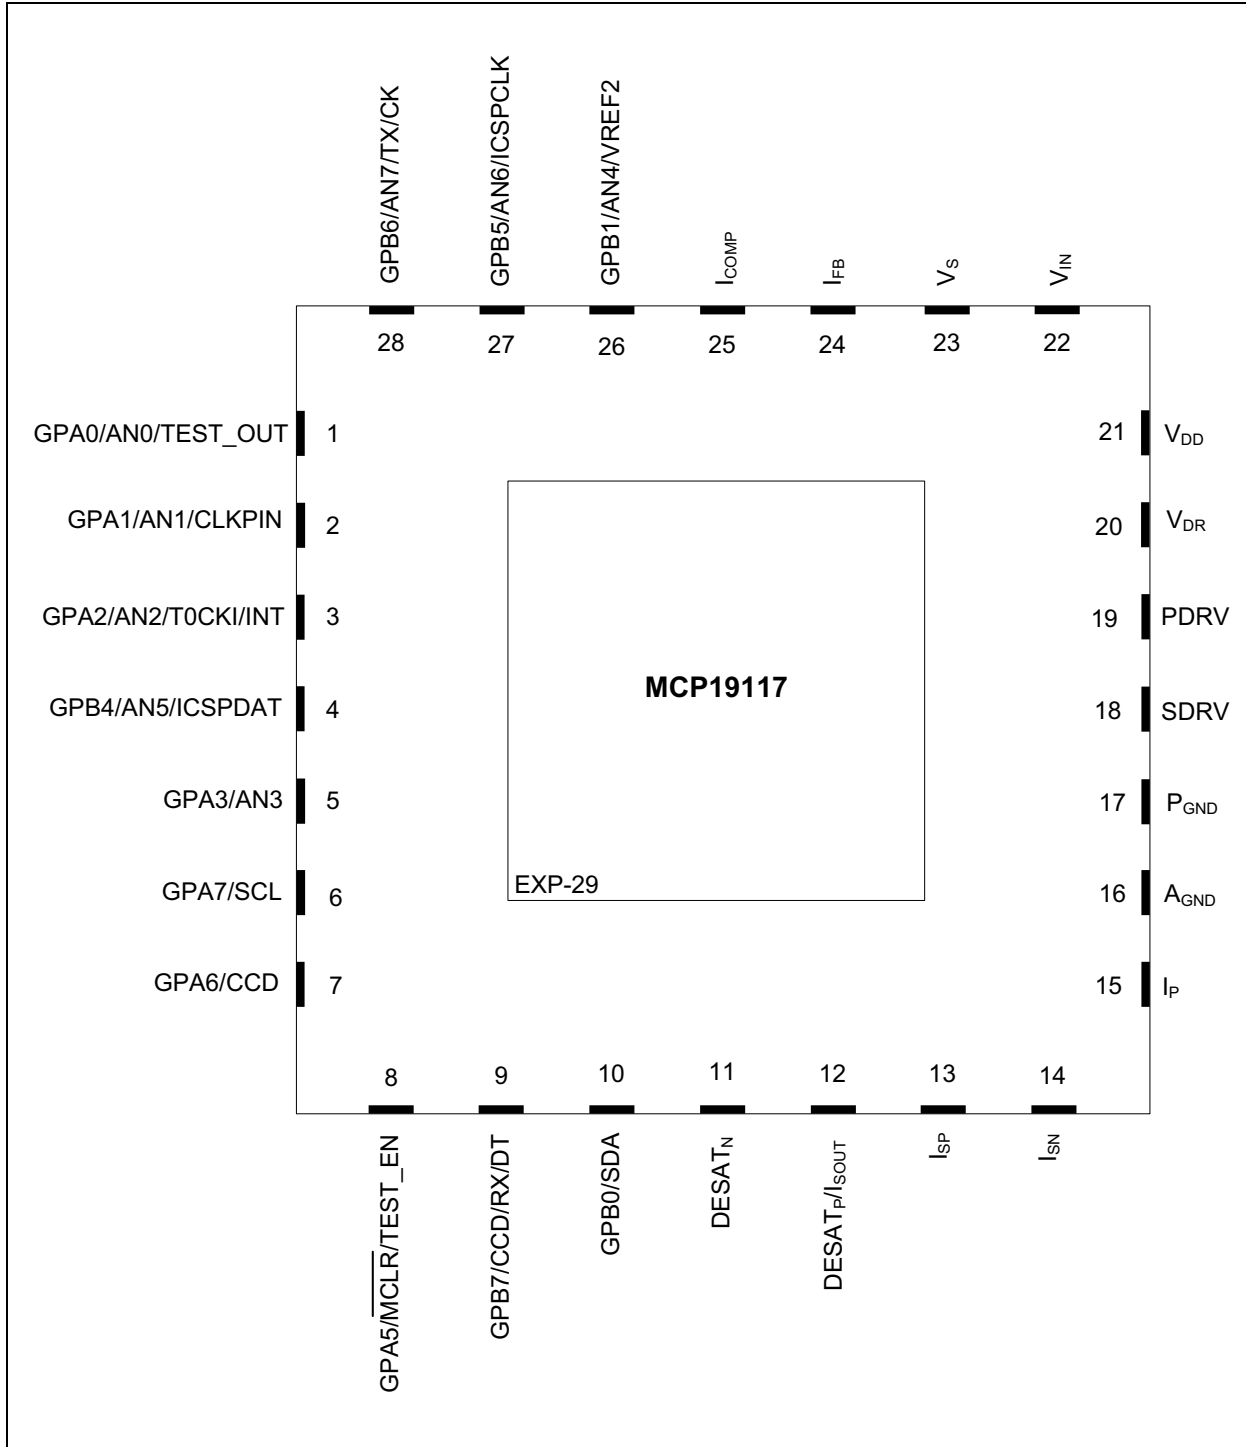 GPB6/AN7/TX/CK
GPB5/AN6/ICSPCLK
GPB1/AN4/VREF2
ICOMP
IFB
VS
VIN
28
27
26
25
24
23
22
GPA0/AN0/TEST_OUT
1
GPA1/AN1/CLKPIN
2
GPA2/AN2/T0CKI/INT
3
GPB4/AN5/ICSPDAT
4
GPA3/AN3
5
GPA7/SCL
6
GPA6/CCD
7
MCP19117
EXP-29
21
VDD
20
VDR
19
PDRV
18
SDRV
17
PGND
16
AGND
15
IP
8
9
10
11
12
13
14
GPA5/MCLR/TEST_EN
GPB7/CCD/RX/DT
GPB0/SDA
DESATN
DESATP/ISOUT
ISP
ISN